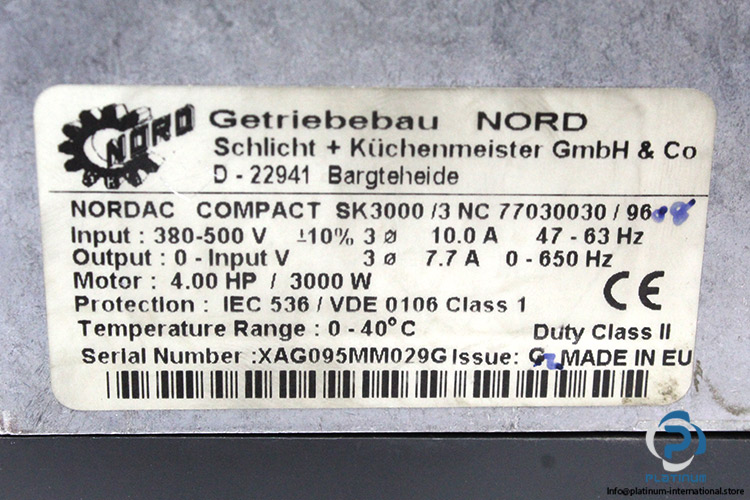 NORD
Getriebebau NORD
Schlicht + Küchenmeister GmbH & Co
D - 22941 Bargteheide
NORDAC COMPACT SK3000 /3 NC 77030030 / 96
Input : 380-500 V ±10% 3 ø 10.0 A 47 - 63 Hz
Output : 0 - Input V 3 ø 7.7 A 0 - 650 Hz
Motor : 4.00 HP / 3000 W
CE
Protection : IEC 536 / VDE 0106 Class 1
Temperature Range : 0 - 40°C Duty Class II
Serial Number :XAG095MM029G Issue: MADE IN EU
PLATINUM
Info@platinum-international.store